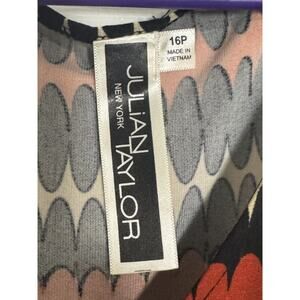 16P
MADE IN
VIETNAM
JULIAN
NEW YORK
TAYLOR